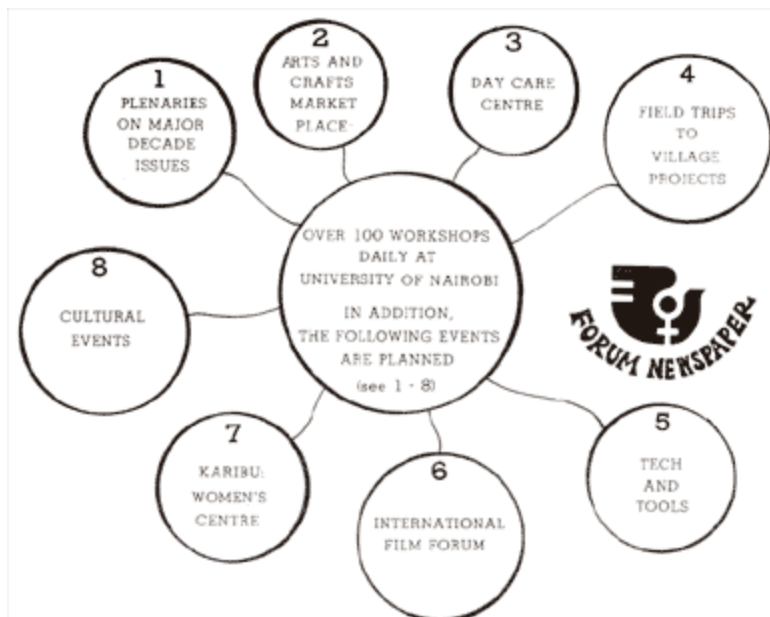 1
PLENARIES
ON MAJOR
DECADE
ISSUES
2
ARTS AND
CRAFTS
MARKET
PLACE-
3
DAY CARE
CENTRE
4
FIELD TRIPS
TO
VILLAGE
PROJECTS
OVER 100 WORKSHOPS
DAILY AT
UNIVERSITY OF NAIROBI
IN ADDITION,
THE FOLLOWING EVENTS
ARE PLANNED
(see 1 - 8)
8
CULTURAL
EVENTS
FORUM NEWSPAPER
7
KARIBU:
WOMEN'S
CENTRE
6
INTERNATIONAL
FILM FORUM
5
TECH
AND
TOOLS